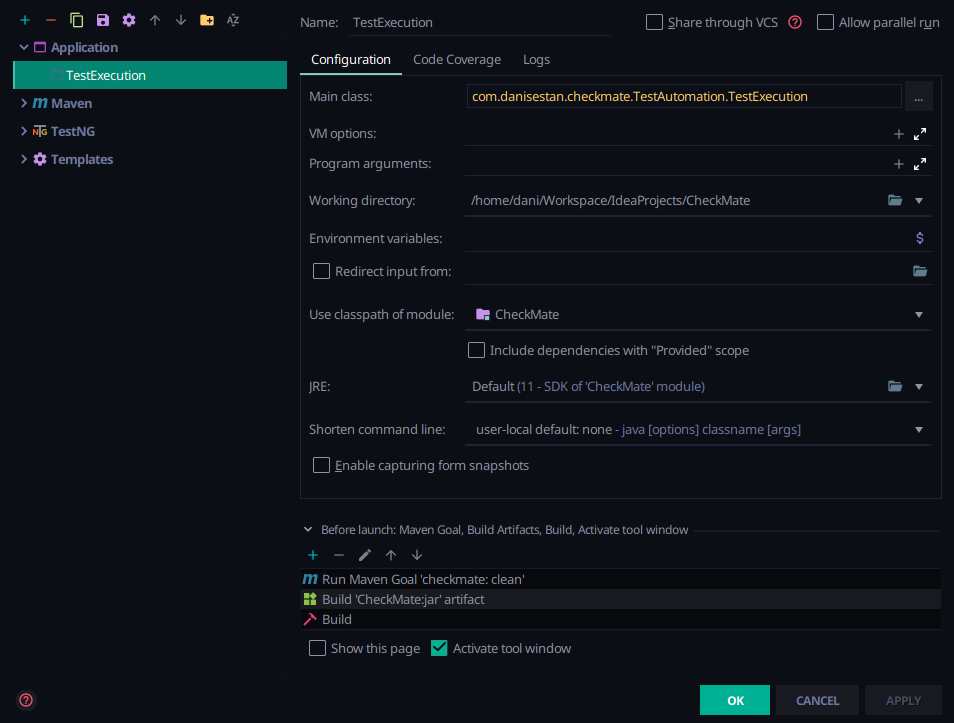 Name: TestExecution Share through VCS ? Allow parallel run
Application
TestExecution
Maven
TestNG
Templates
Configuration Code Coverage Logs
Main class: com.danisestan.checkmate.TestAutomation.TestExecution ...
VM options:
Program arguments:
Working directory: /home/dani/Workspace/IdeaProjects/CheckMate
Environment variables: $
Redirect input from:
Use classpath of module: CheckMate
Include dependencies with "Provided" scope
JRE: Default (11 - SDK of 'CheckMate' module)
Shorten command line: user-local default: none - java [options] classname [args]
Enable capturing form snapshots
Before launch: Maven Goal, Build Artifacts, Build, Activate tool window
Run Maven Goal 'checkmate: clean'
Build 'CheckMate:jar' artifact
Build
Show this page Activate tool window
? OK CANCEL APPLY